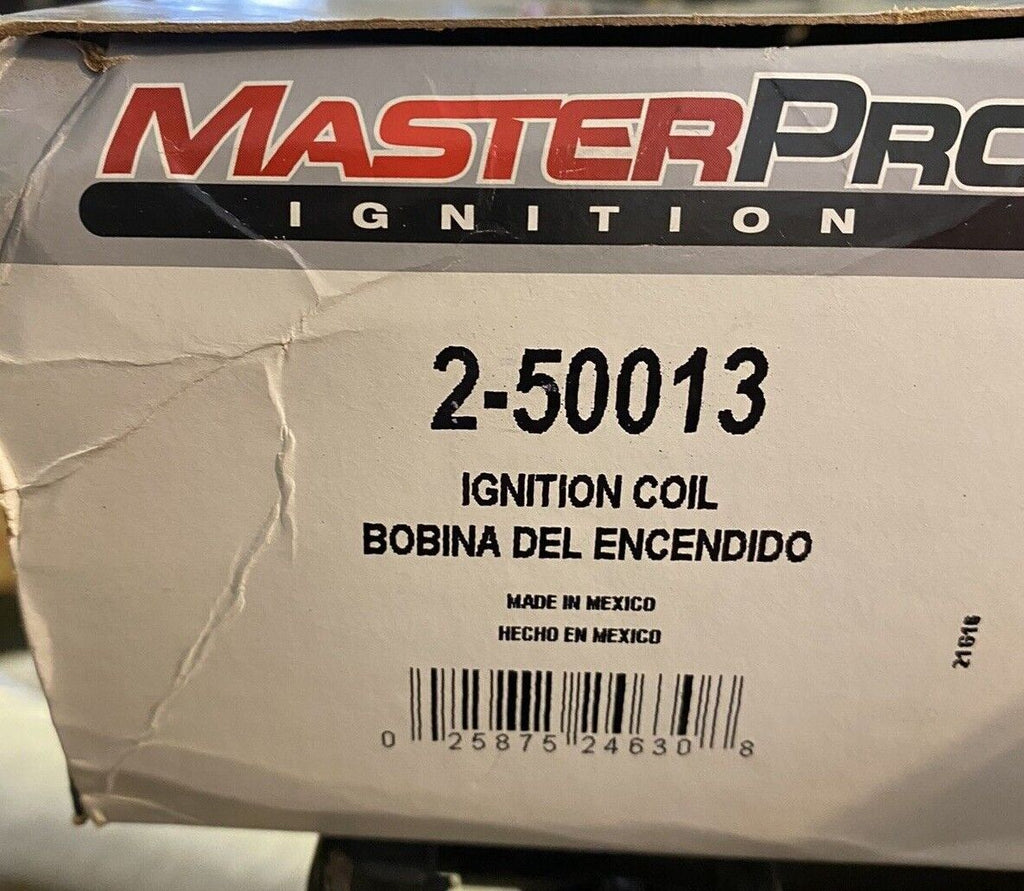 MASTERPRO
IGNITION
2-50013
IGNITION COIL
BOBINA DEL ENCENDIDO
MADE IN MEXICO
HECHO EN MEXICO
21616
0 25875 24630 8